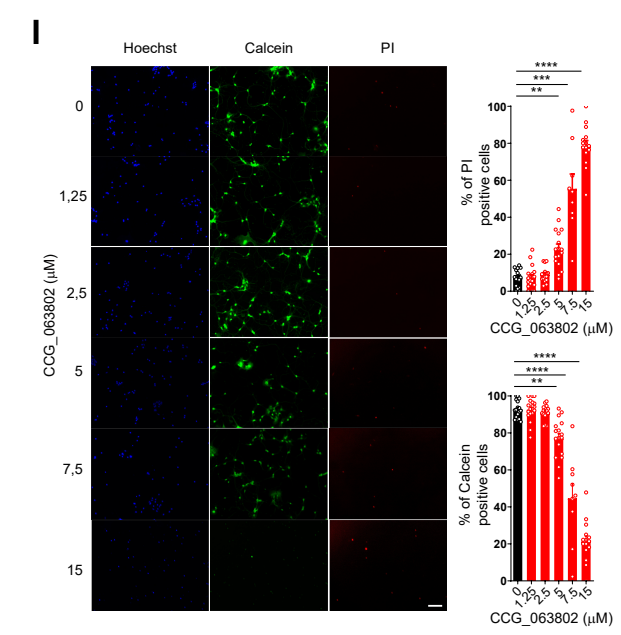 I
Hoechst Calcein PI
0
1,25
2,5
5
7,5
15
CCG_063802 (μM)
****
***
**
% of PI
positive cells
100
80
60
40
20
0
0 1.25 2.5 5 7.5 15
CCG_063802 (μM)
****
****
**
% of Calcein
positive cells
100
80
60
40
20
0
0 1.25 2.5 5 7.5 15
CCG_063802 (μM)